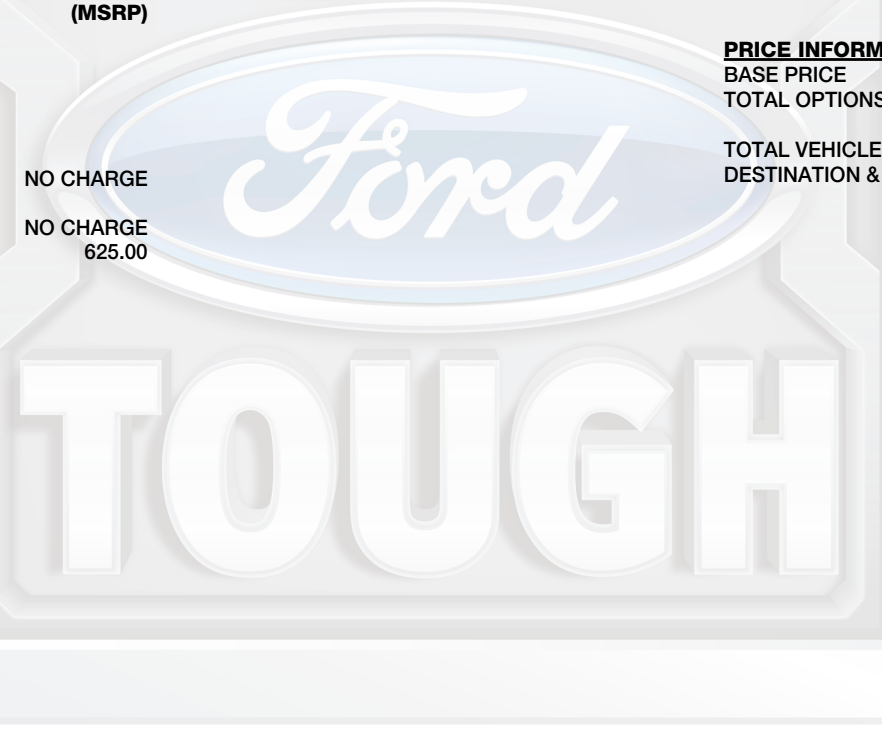 (MSRP)
NO CHARGE
NO CHARGE
625.00
PRICE INFORM
BASE PRICE
TOTAL OPTIONS
TOTAL VEHICLE
DESTINATION &
Ford
TOUGH